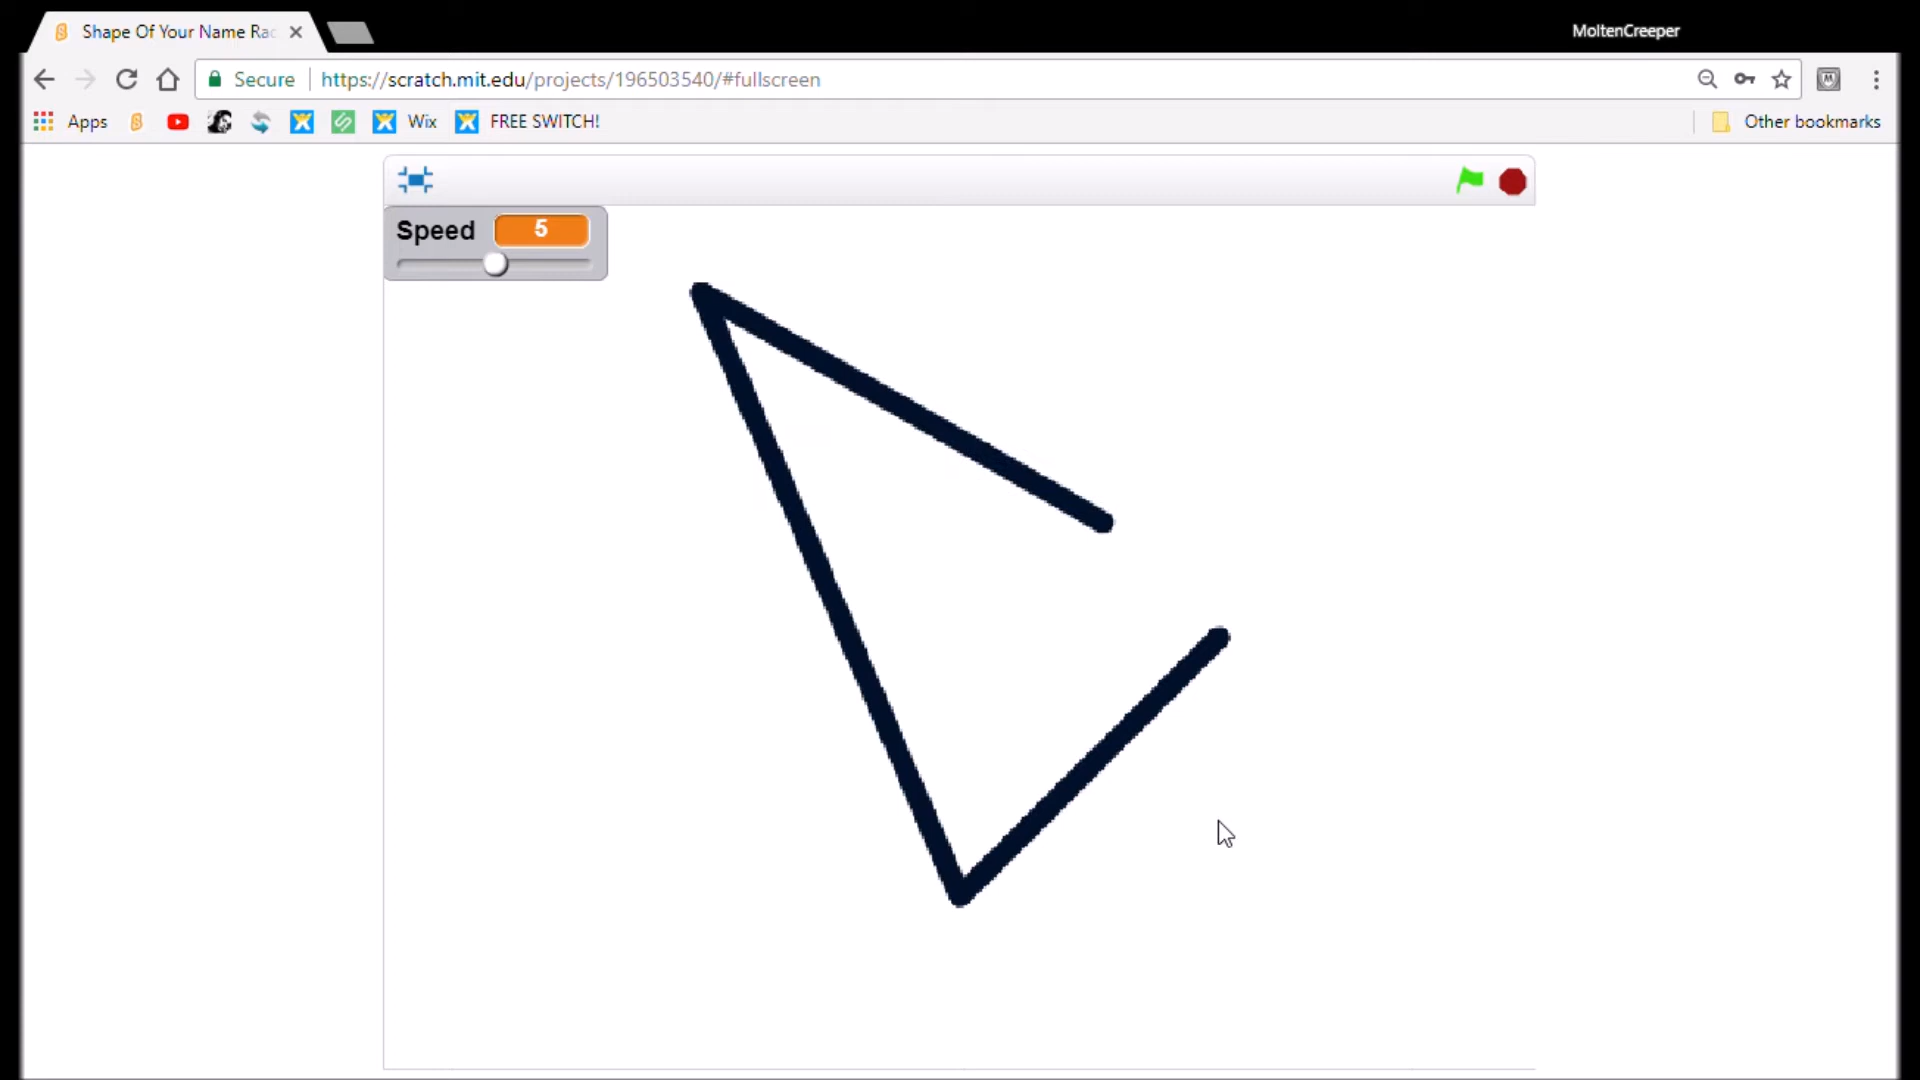 Shape Of Your Name Rac
MoltenCreeper
Secure https://scratch.mit.edu/projects/196503540/#fullscreen
Apps Wix FREE SWITCH! Other bookmarks
Speed 5